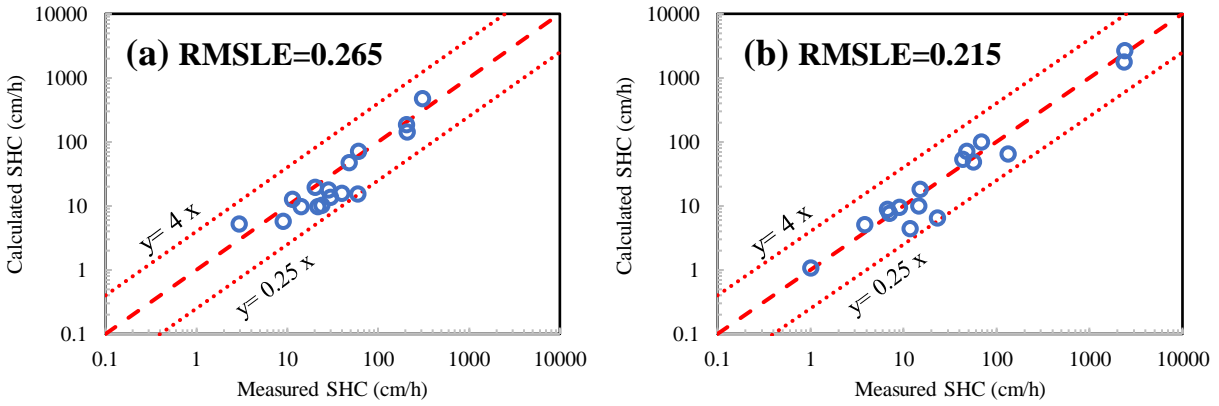 Calculated SHC (cm/h)
10000
1000
100
10
1
0.1
(a) RMSLE=0.265
y= 4 x
y= 0.25 x
0.1 1 10 100 1000 10000
Measured SHC (cm/h)
Calculated SHC (cm/h)
10000
1000
100
10
1
0.1
(b) RMSLE=0.215
y= 4 x
y= 0.25 x
0.1 1 10 100 1000 10000
Measured SHC (cm/h)